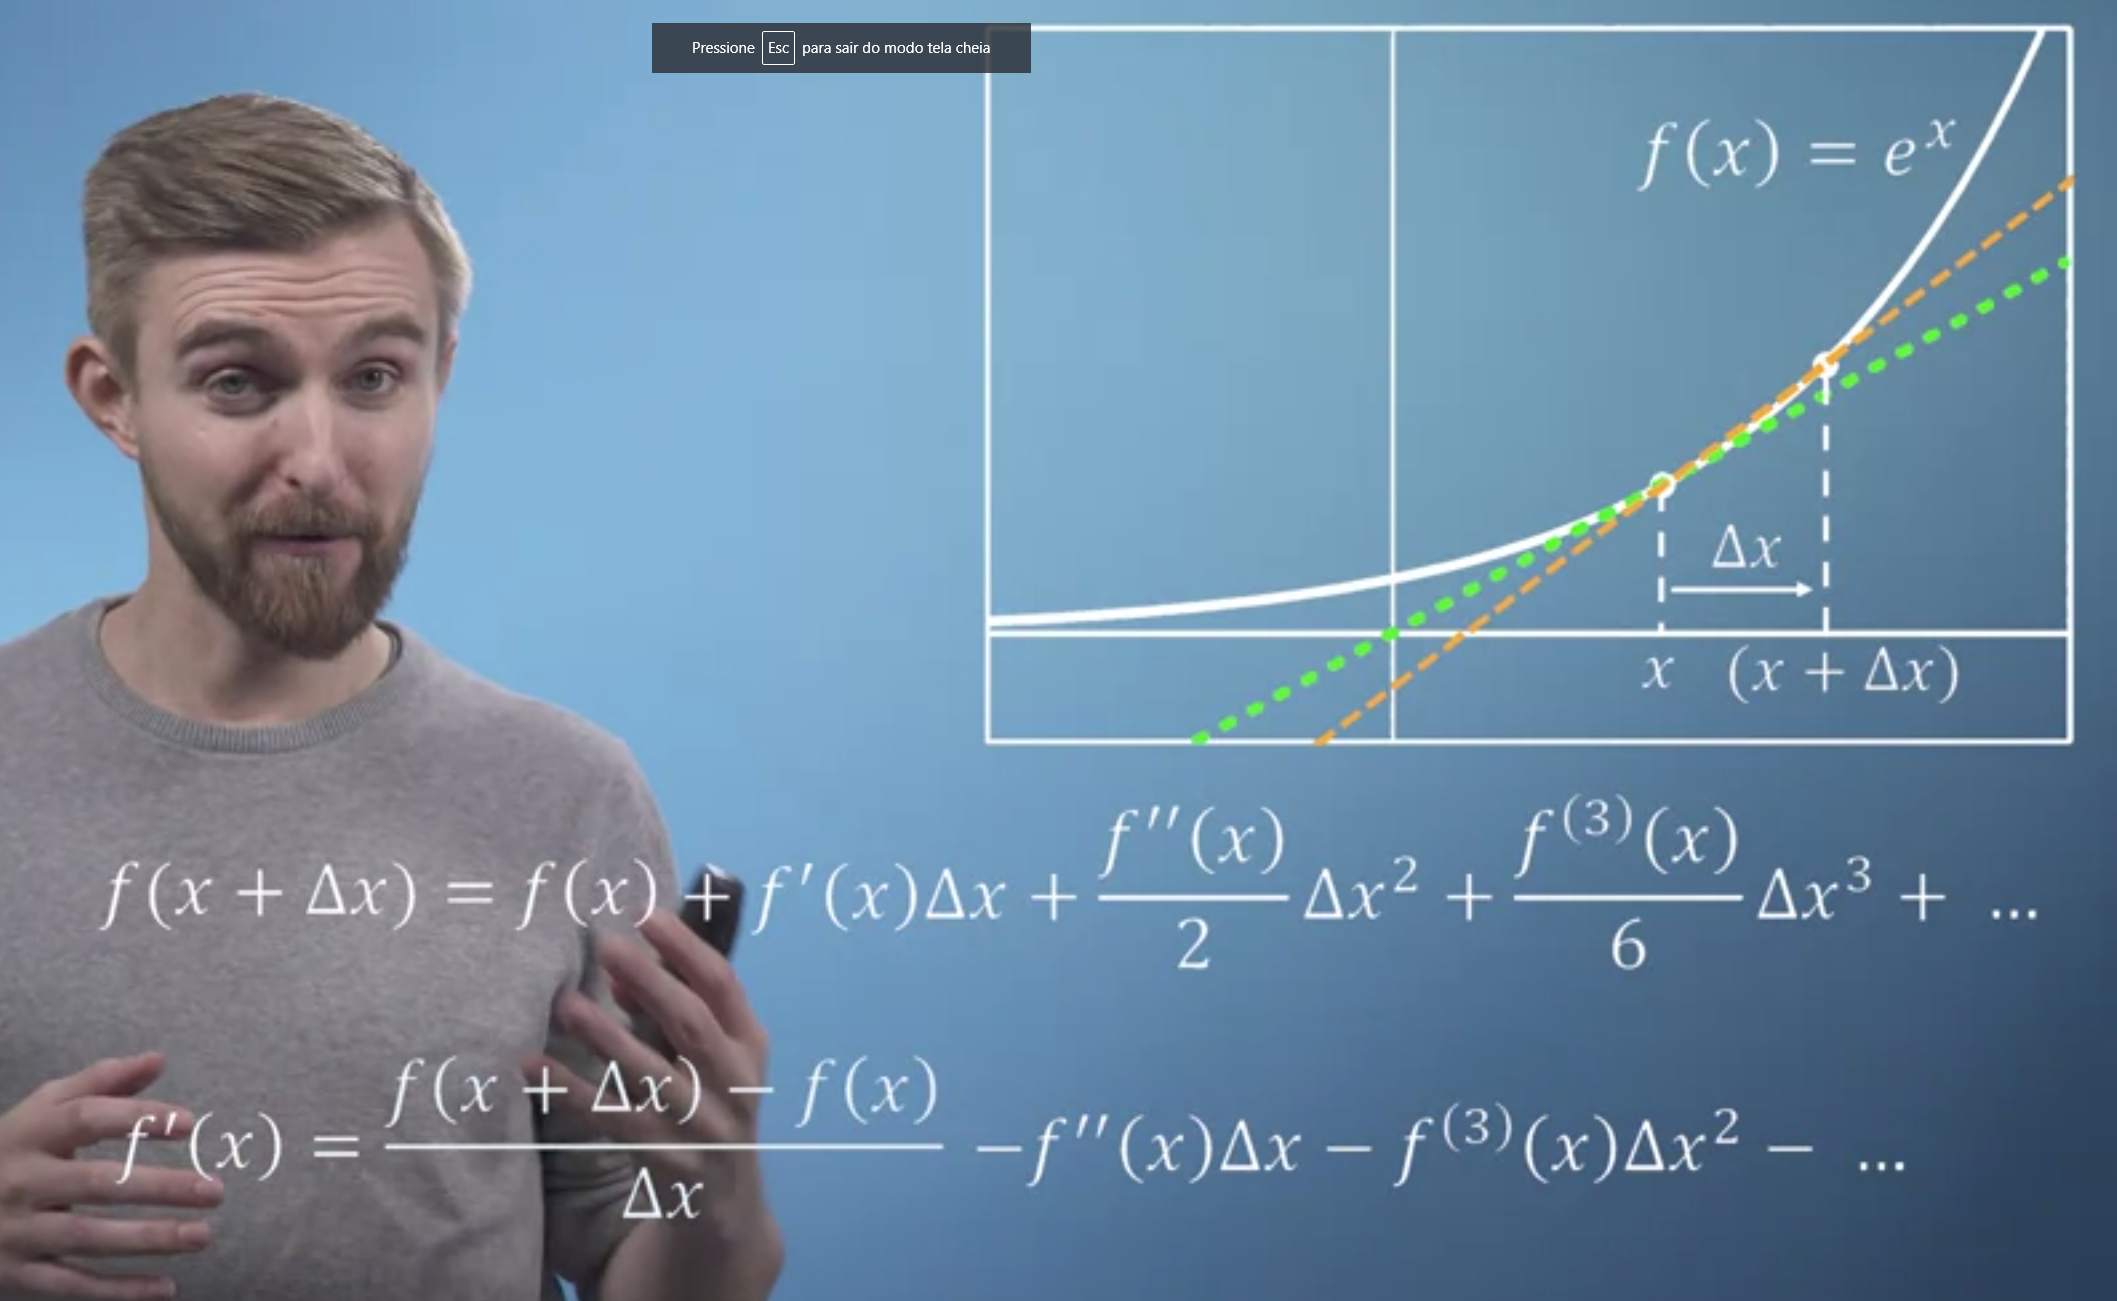 Pressione Esc para sair do modo tela cheia
f(x) = e^x
Δx
x (x + Δx)
f(x + Δx) = f(x) + f′(x)Δx + f″(x)/2 Δx² + f⁽³⁾(x)/6 Δx³ + ...
f′(x) = (f(x + Δx) − f(x))/Δx −f″(x)Δx − f⁽³⁾(x)Δx² − ...